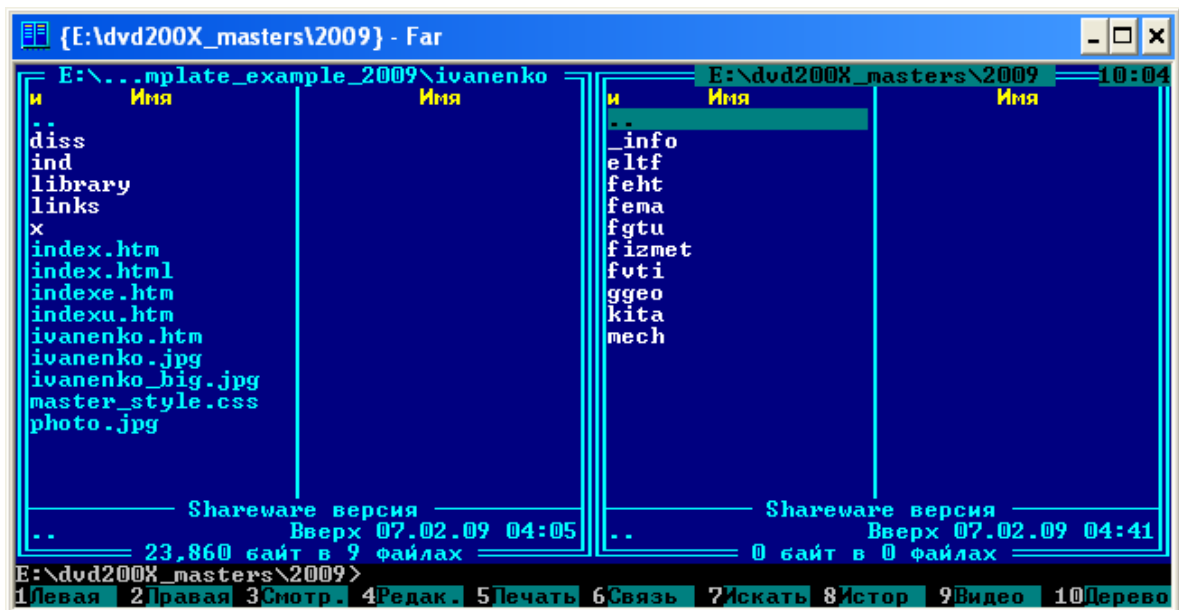 {E:\dvd200X_masters\2009} - Far
E:\...mplate_example_2009\ivanenko
и Имя Имя
..
diss
ind
library
links
x
index.htm
index.html
indexe.htm
indexu.htm
ivanenko.htm
ivanenko.jpg
ivanenko_big.jpg
master_style.css
photo.jpg
Shareware версия
.. Вверх 07.02.09 04:05
23,860 байт в 9 файлах
E:\dvd200X_masters\2009 10:04
и Имя Имя
..
_info
eltf
feht
fema
fgtu
fizmet
fvti
ggeo
kita
mech
Shareware версия
.. Вверх 07.02.09 04:41
0 байт в 0 файлах
E:\dvd200X_masters\2009>
1Левая 2Правая 3Смотр. 4Редак. 5Печать 6Связь 7Искать 8Истор 9Видео 10Дерево